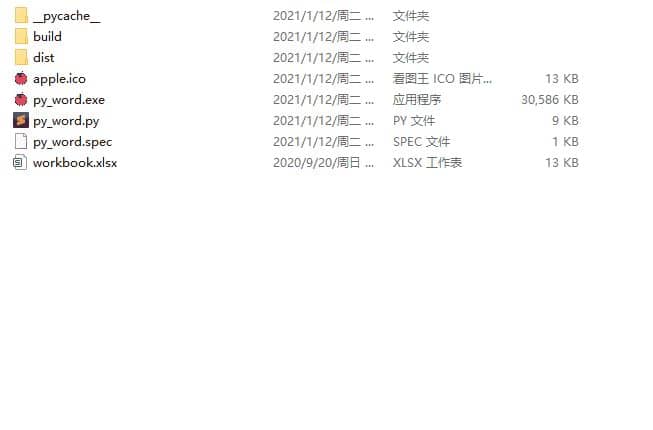 __pycache__ 2021/1/12/周二 ... 文件夹
build 2021/1/12/周二 ... 文件夹
dist 2021/1/12/周二 ... 文件夹
apple.ico 2021/1/12/周二 ... 看图王 ICO 图片... 13 KB
py_word.exe 2021/1/12/周二 ... 应用程序 30,586 KB
py_word.py 2021/1/12/周二 ... PY 文件 9 KB
py_word.spec 2021/1/12/周二 ... SPEC 文件 1 KB
workbook.xlsx 2020/9/20/周日 ... XLSX 工作表 13 KB